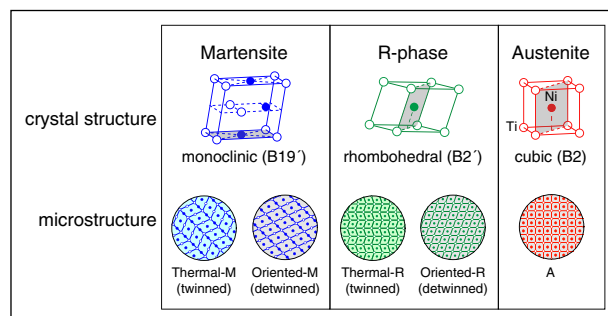 Martensite
R-phase
Austenite
crystal structure
Ni
Ti
monoclinic (B19´)
rhombohedral (B2´)
cubic (B2)
microstructure
Thermal-M
(twinned)
Oriented-M
(detwinned)
Thermal-R
(twinned)
Oriented-R
(detwinned)
A